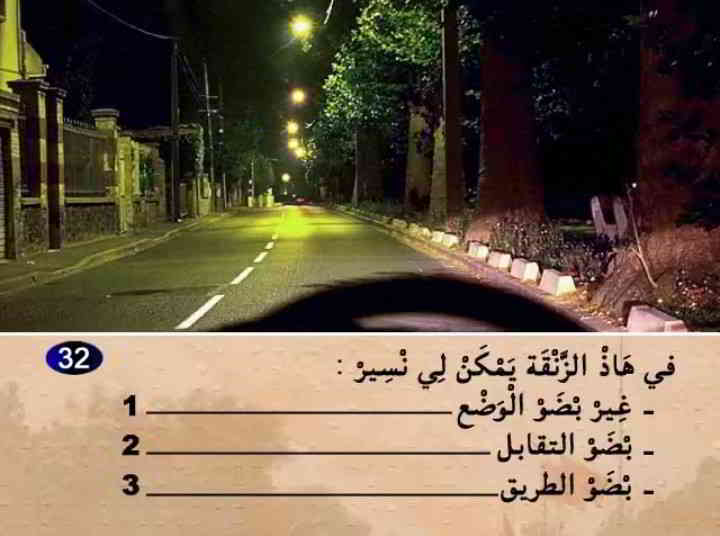 32
في هَاذْ الزَّنْقَة يَمْكَنْ لِي نْسِيرْ :
- غِيرْ بْضَوْ الْوَضْع 1
- بْضَوْ التقابل 2
- بْضَوْ الطريق 3